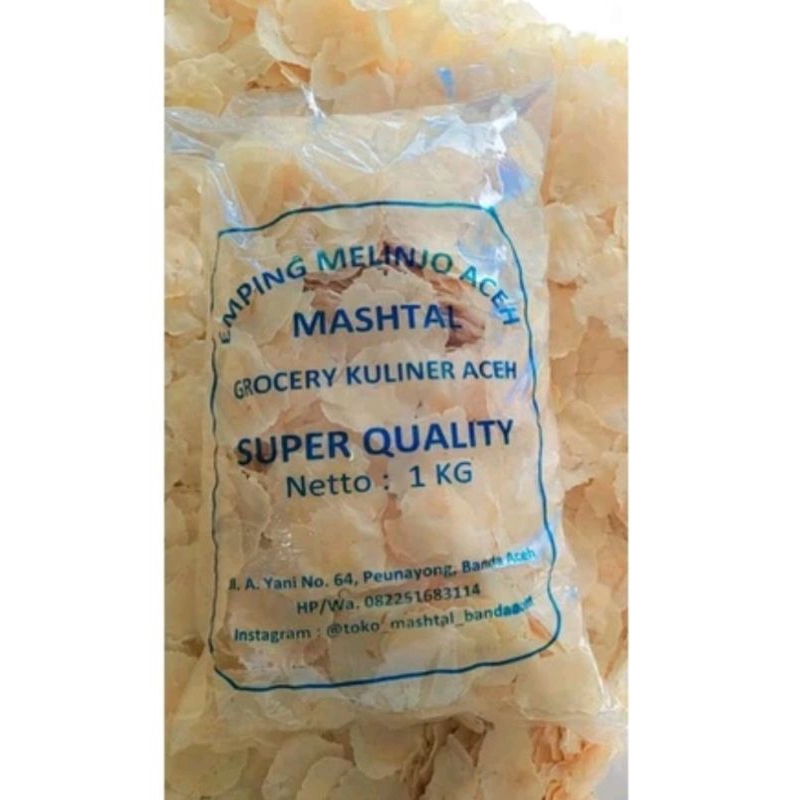 EMPING MELINJO ACEH
MASHTAL
GROCERY KULINER ACEH
SUPER QUALITY
Netto : 1 KG
Jl. A. Yani No. 64, Peunayong, Banda Aceh
HP/Wa. 082251683114
Instagram : @toko_mashtal_bandaaceh